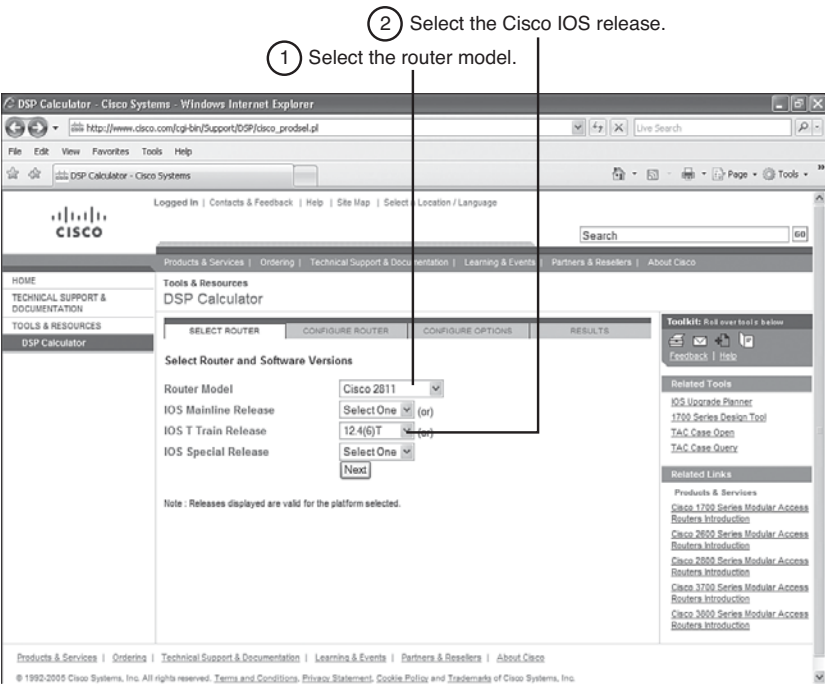 2 Select the Cisco IOS release.
1 Select the router model.
DSP Calculator - Cisco Systems - Windows Internet Explorer
http://www.cisco.com/cgi-bin/Support/DSP/cisco_prodsel.pl
Live Search
File Edit View Favorites Tools Help
DSP Calculator - Cisco Systems
Page Tools
Logged In | Contacts & Feedback | Help | Site Map | Select a Location / Language
CISCO
Search
GO
Products & Services | Ordering | Technical Support & Documentation | Learning & Events | Partners & Resellers | About Cisco
HOME
TECHNICAL SUPPORT & DOCUMENTATION
TOOLS & RESOURCES
DSP Calculator
Tools & Resources
DSP Calculator
SELECT ROUTER CONFIGURE ROUTER CONFIGURE OPTIONS RESULTS
Select Router and Software Versions
Router Model Cisco 2811
IOS Mainline Release Select One (or)
IOS T Train Release 12.4(6)T (or)
IOS Special Release Select One
Next
Note : Releases displayed are valid for the platform selected.
Toolkit: Roll over tools below
Feedback | Help
Related Tools
IOS Upgrade Planner
1700 Series Design Tool
TAC Case Open
TAC Case Query
Related Links
Products & Services
Cisco 1700 Series Modular Access
Routers Introduction
Cisco 2600 Series Modular Access
Routers Introduction
Cisco 2800 Series Modular Access
Routers Introduction
Cisco 3700 Series Modular Access
Routers Introduction
Cisco 3800 Series Modular Access
Routers Introduction
Products & Services | Ordering | Technical Support & Documentation | Learning & Events | Partners & Resellers | About Cisco
© 1992-2005 Cisco Systems, Inc. All rights reserved. Terms and Conditions, Privacy Statement, Cookie Policy and Trademarks of Cisco Systems, Inc.